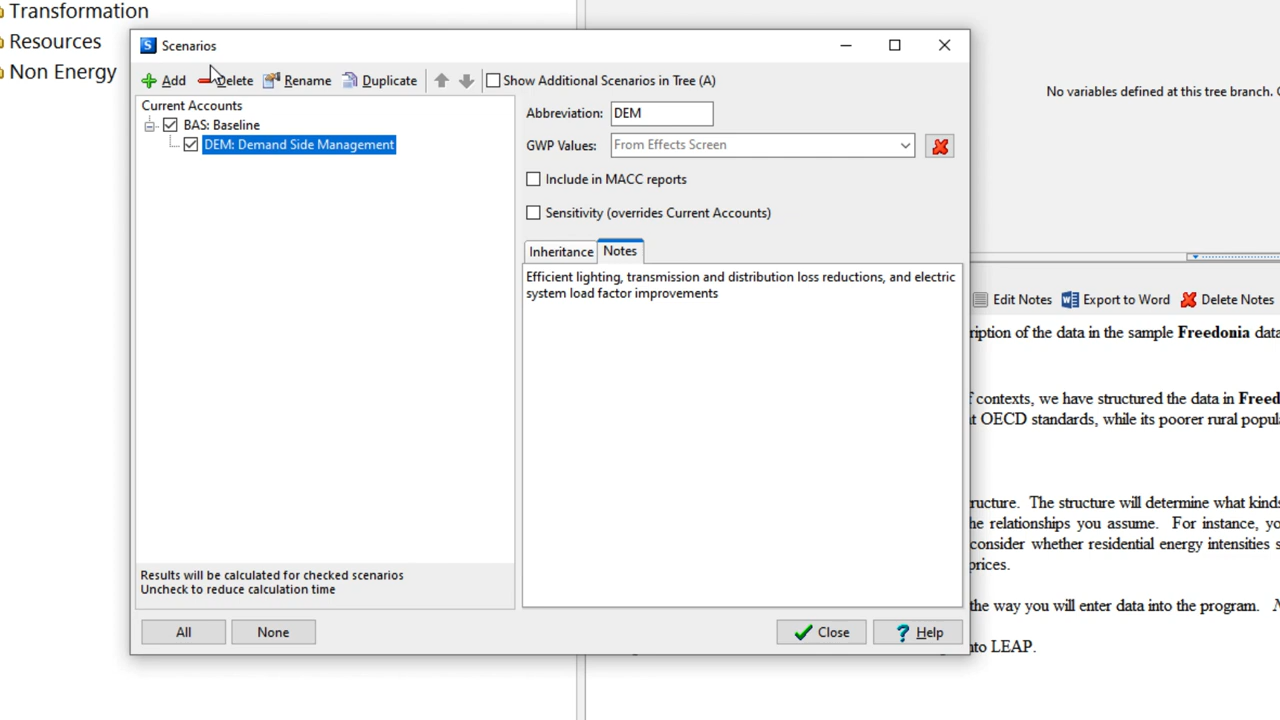 Transformation
Resources
Non Energy
Scenarios
Add Delete Rename Duplicate Show Additional Scenarios in Tree (A)
Current Accounts
BAS: Baseline
DEM: Demand Side Management
Results will be calculated for checked scenarios
Uncheck to reduce calculation time
All None
Abbreviation: DEM
GWP Values: From Effects Screen
Include in MACC reports
Sensitivity (overrides Current Accounts)
Inheritance Notes
Efficient lighting, transmission and distribution loss reductions, and electric
system load factor improvements
Close Help
No variables defined at this tree branch.
Edit Notes Export to Word Delete Notes
ription of the data in the sample Freedonia data
contexts, we have structured the data in Freed
OECD standards, while its poorer rural popula
ructure. The structure will determine what kinds
he relationships you assume. For instance, yo
consider whether residential energy intensities s
prices.
the way you will enter data into the program.
nto LEAP.